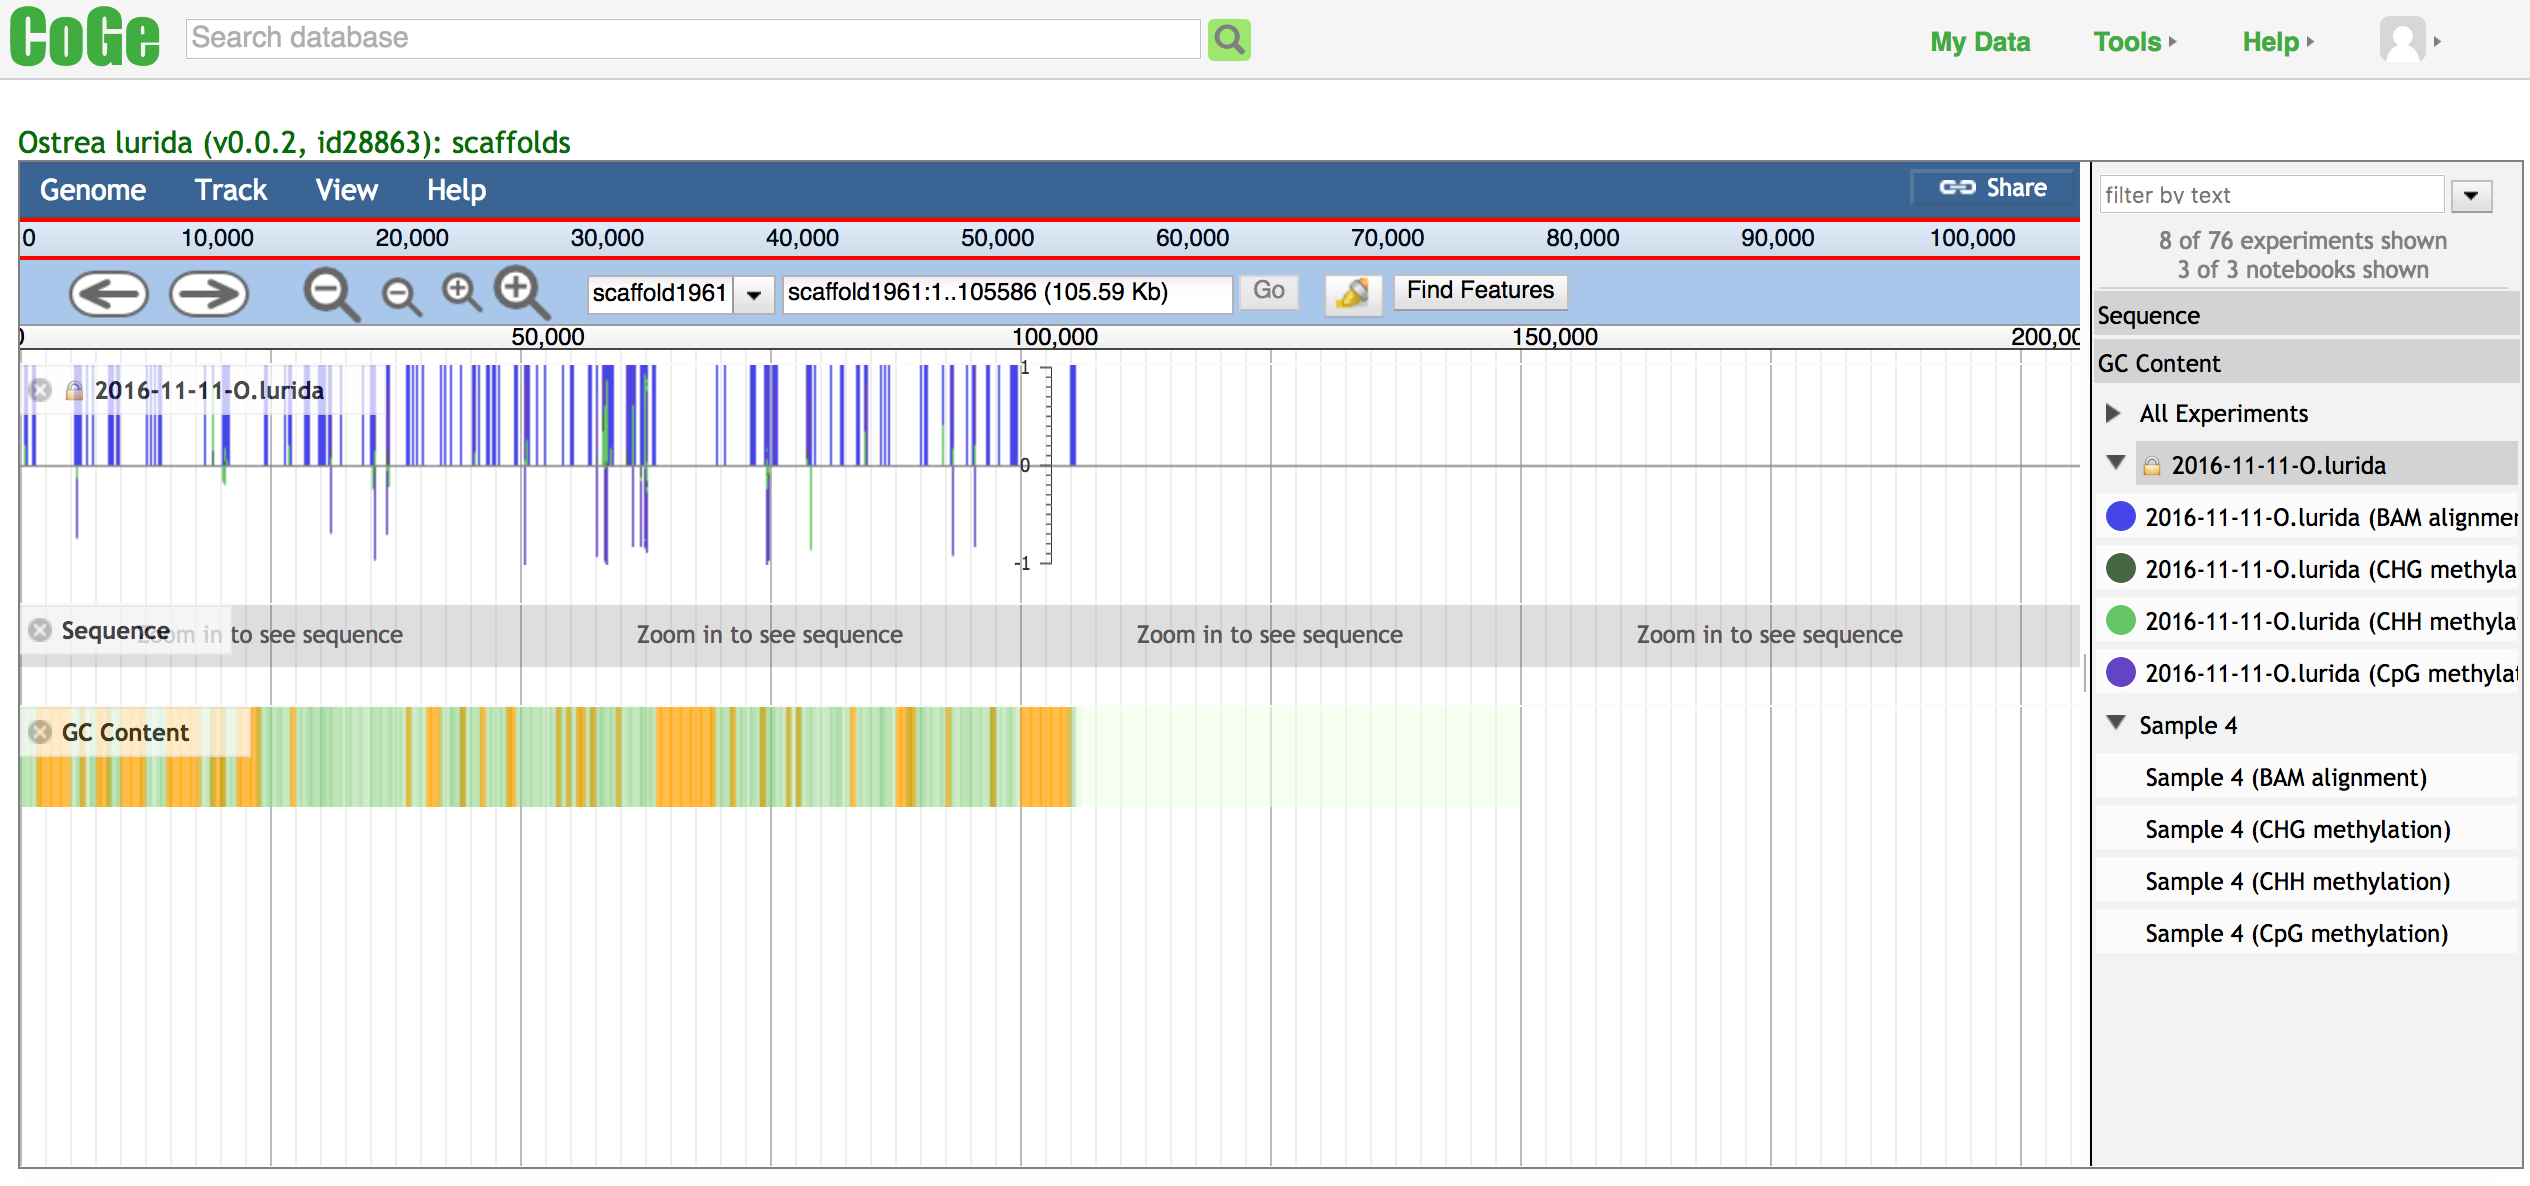 CoGe
Search database
My Data
Tools
Help
Ostrea lurida (v0.0.2, id28863): scaffolds
Genome
Track
View
Help
Share
0 10,000 20,000 30,000 40,000 50,000 60,000 70,000 80,000 90,000 100,000
scaffold1961
scaffold1961:1..105586 (105.59 Kb)
Go
Find Features
50,000 100,000 150,000 200,0
2016-11-11-O.lurida
1
0
-1
Sequence
Zoom in to see sequence
Zoom in to see sequence
Zoom in to see sequence
Zoom in to see sequence
GC Content
filter by text
8 of 76 experiments shown
3 of 3 notebooks shown
Sequence
GC Content
All Experiments
2016-11-11-O.lurida
2016-11-11-O.lurida (BAM alignmen
2016-11-11-O.lurida (CHG methyla
2016-11-11-O.lurida (CHH methyla
2016-11-11-O.lurida (CpG methylat
Sample 4
Sample 4 (BAM alignment)
Sample 4 (CHG methylation)
Sample 4 (CHH methylation)
Sample 4 (CpG methylation)